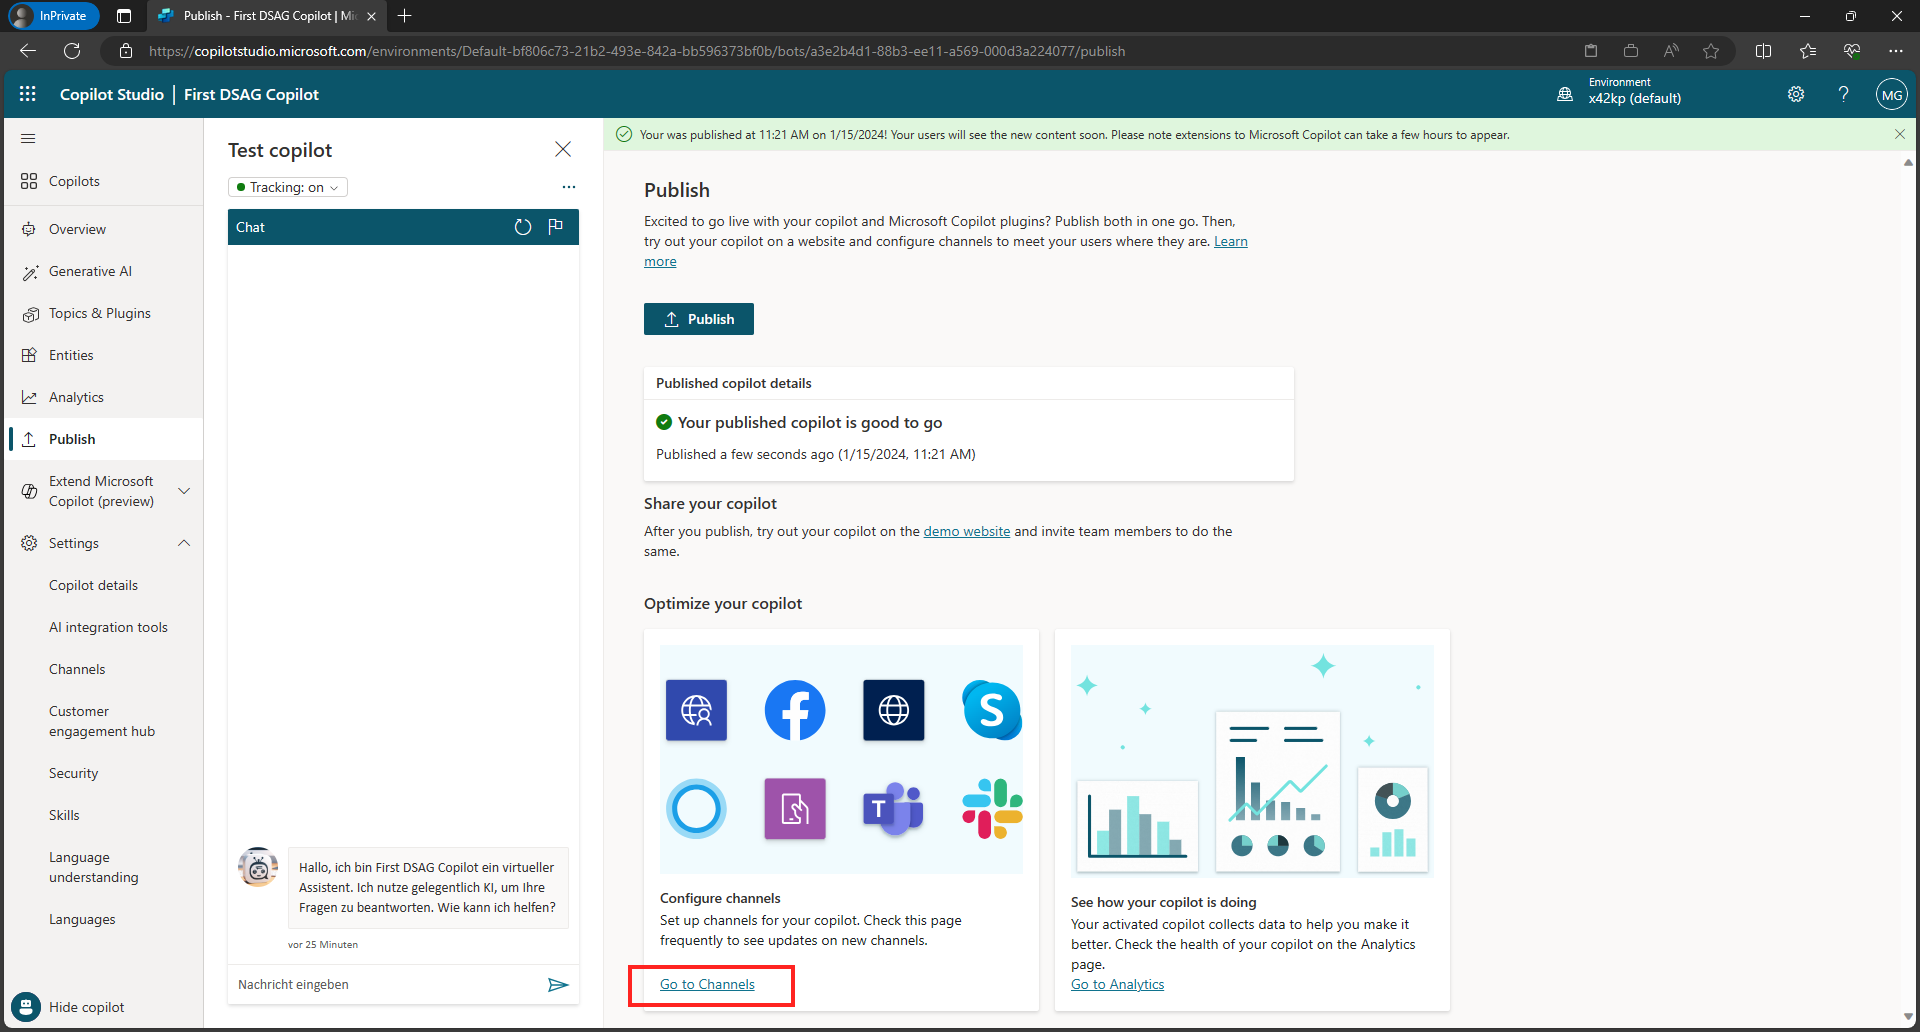 InPrivate
Publish - First DSAG Copilot | Mi
https://copilotstudio.microsoft.com/environments/Default-bf806c73-21b2-493e-842a-bb596373bf0b/bots/a3e2b4d1-88b3-ee11-a569-000d3a224077/publish
Copilot Studio | First DSAG Copilot
Environment
x42kp (default)
?
MG
Copilots
Overview
Generative AI
Topics & Plugins
Entities
Analytics
Publish
Extend Microsoft
Copilot (preview)
Settings
Copilot details
AI integration tools
Channels
Customer
engagement hub
Security
Skills
Language
understanding
Languages
Hide copilot
Test copilot
Tracking: on
Chat
Hallo, ich bin First DSAG Copilot ein virtueller
Assistent. Ich nutze gelegentlich KI, um Ihre
Fragen zu beantworten. Wie kann ich helfen?
vor 25 Minuten
Nachricht eingeben
Your was published at 11:21 AM on 1/15/2024! Your users will see the new content soon. Please note extensions to Microsoft Copilot can take a few hours to appear.
Publish
Excited to go live with your copilot and Microsoft Copilot plugins? Publish both in one go. Then,
try out your copilot on a website and configure channels to meet your users where they are. Learn
more
Publish
Published copilot details
Your published copilot is good to go
Published a few seconds ago (1/15/2024, 11:21 AM)
Share your copilot
After you publish, try out your copilot on the demo website and invite team members to do the
same.
Optimize your copilot
S
T
Configure channels
Set up channels for your copilot. Check this page
frequently to see updates on new channels.
Go to Channels
See how your copilot is doing
Your activated copilot collects data to help you make it
better. Check the health of your copilot on the Analytics
page.
Go to Analytics